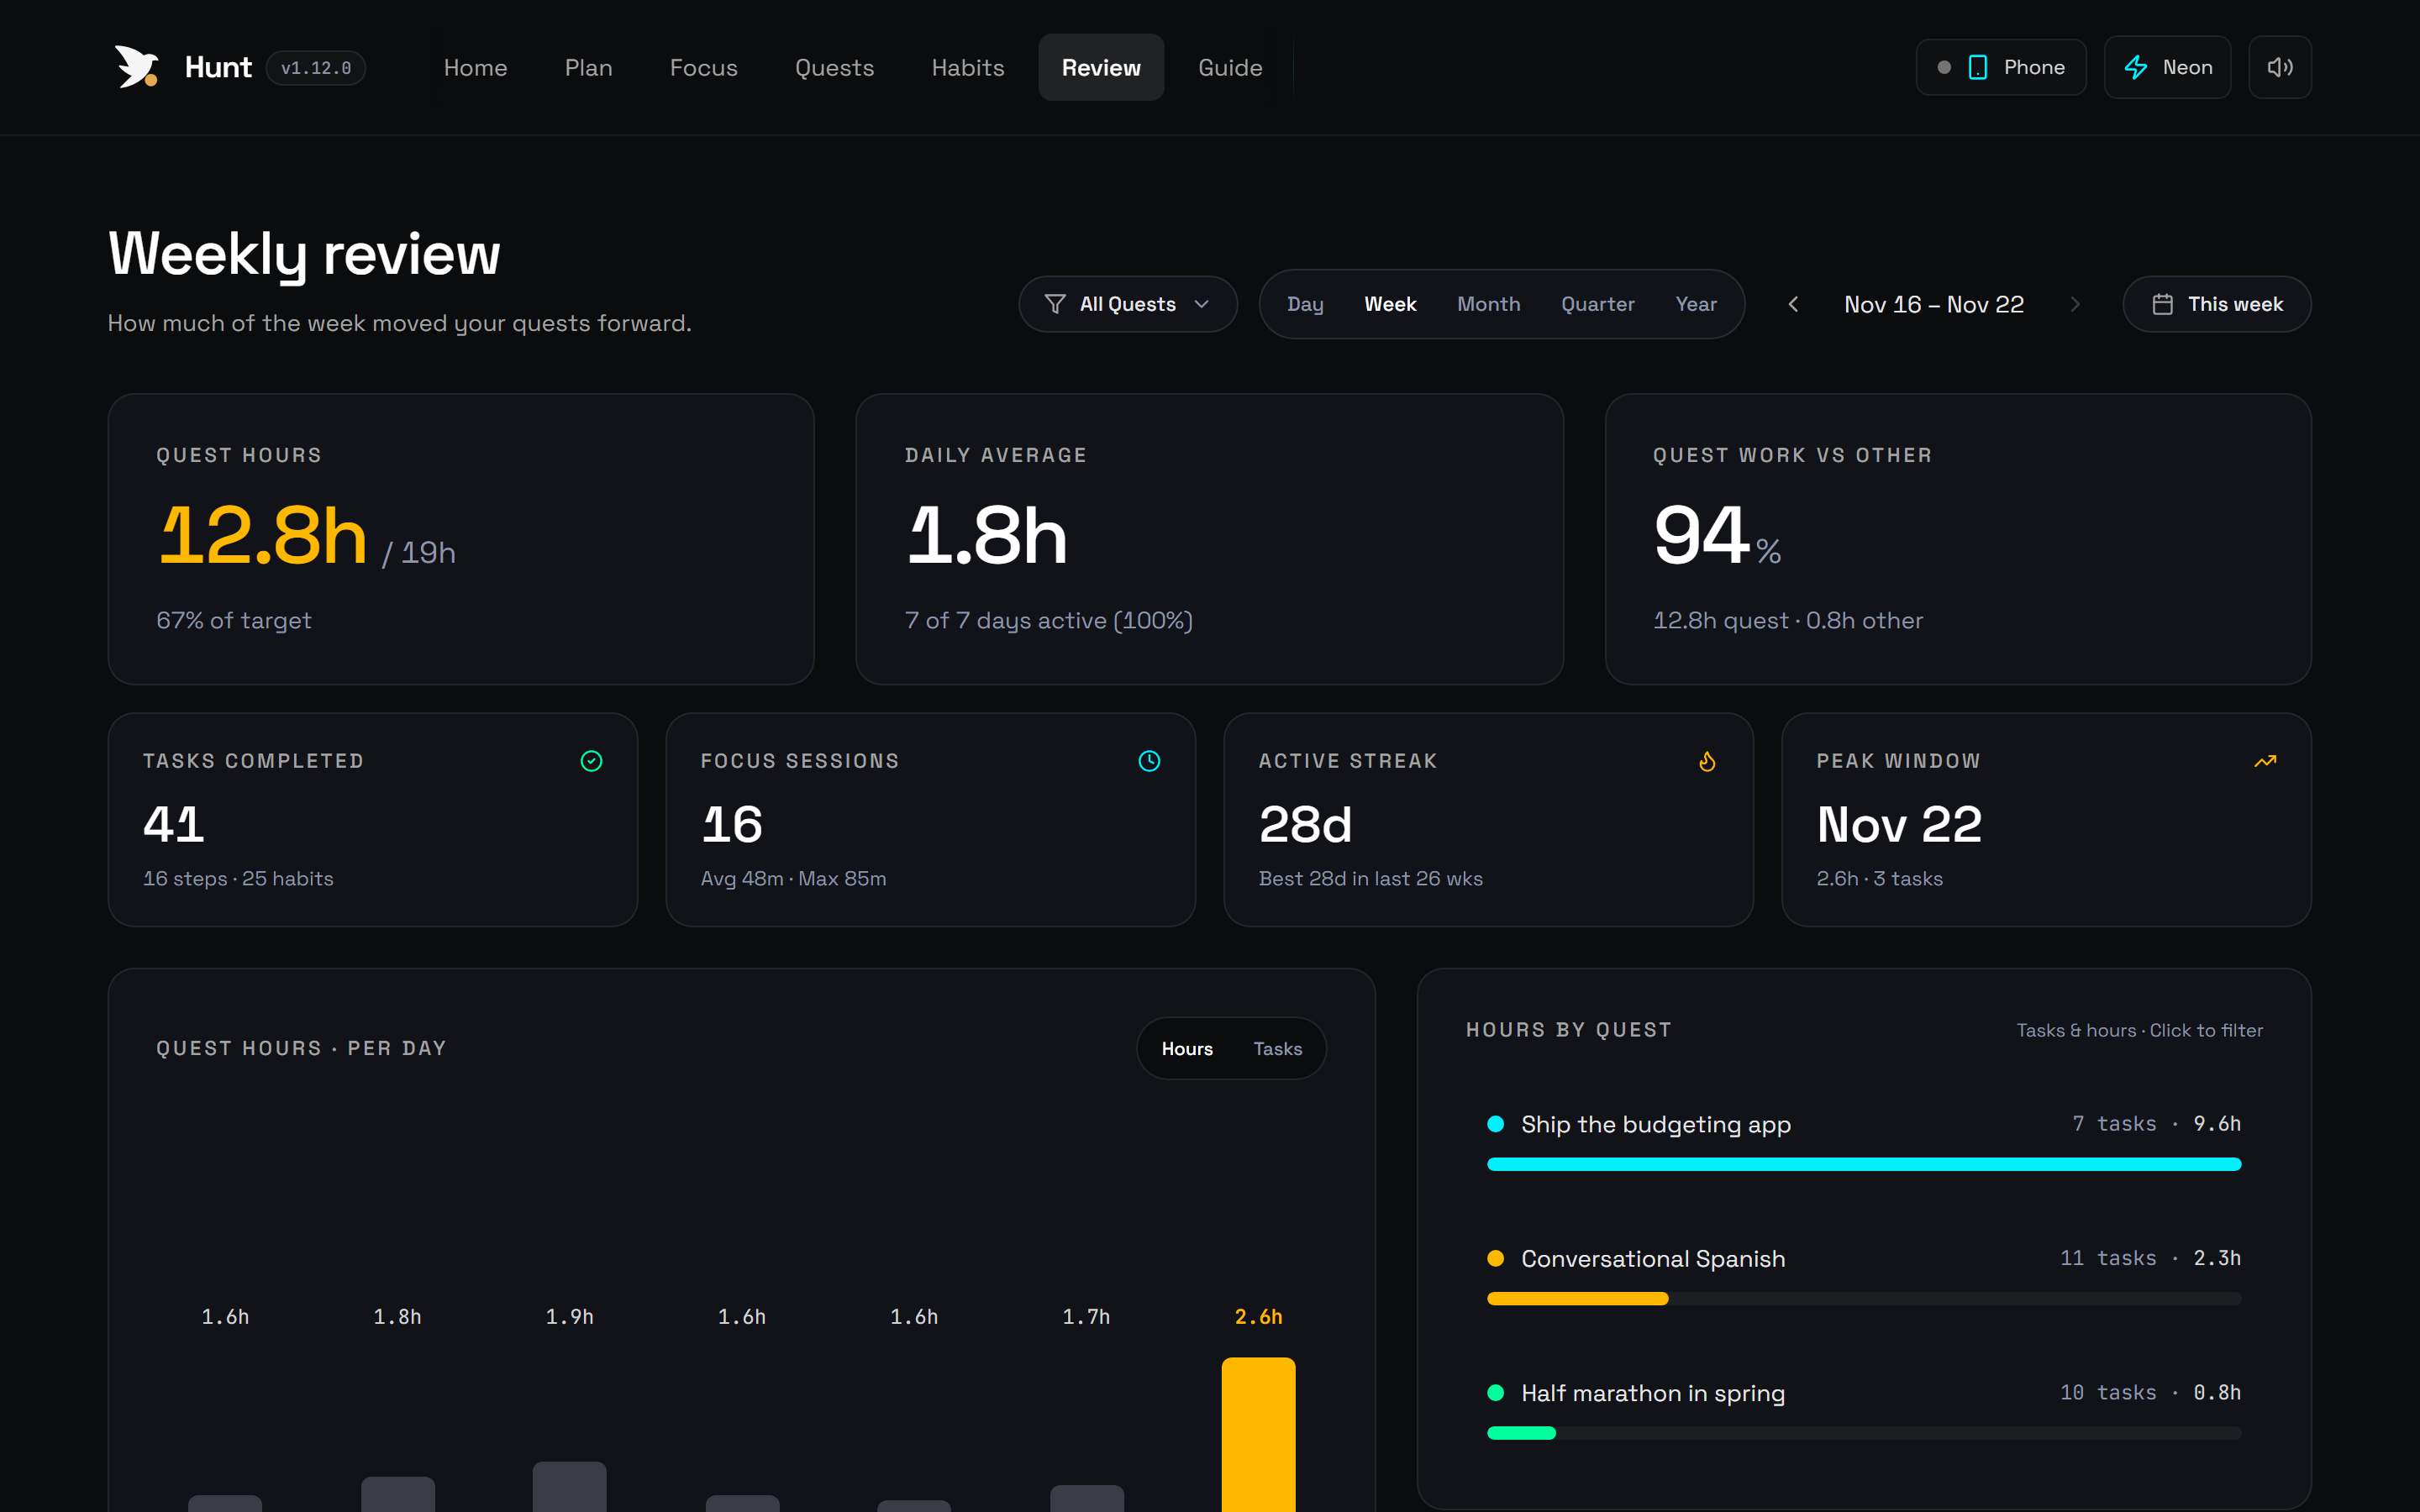 Hunt v1.12.0 Home Plan Focus Quests Habits Review Guide Phone Neon
Weekly review
How much of the week moved your quests forward.
All Quests Day Week Month Quarter Year Nov 16 – Nov 22 This week
QUEST HOURS
12.8h / 19h
67% of target
DAILY AVERAGE
1.8h
7 of 7 days active (100%)
QUEST WORK VS OTHER
94%
12.8h quest · 0.8h other
TASKS COMPLETED
41
16 steps · 25 habits
FOCUS SESSIONS
16
Avg 48m · Max 85m
ACTIVE STREAK
28d
Best 28d in last 26 wks
PEAK WINDOW
Nov 22
2.6h · 3 tasks
QUEST HOURS · PER DAY
Hours Tasks
1.6h 1.8h 1.9h 1.6h 1.6h 1.7h 2.6h
HOURS BY QUEST
Tasks & hours · Click to filter
Ship the budgeting app 7 tasks · 9.6h
Conversational Spanish 11 tasks · 2.3h
Half marathon in spring 10 tasks · 0.8h